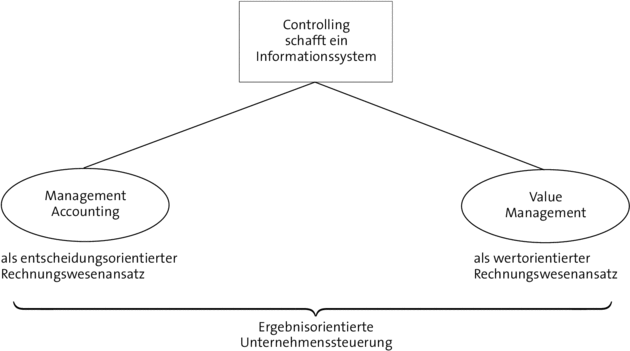 Controlling
schafft ein
Informationssystem
Management
Accounting
als entscheidungsorientierter
Rechnungswesenansatz
Value
Management
als wertorientierter
Rechnungswesenansatz
Ergebnisorientierte
Unternehmenssteuerung